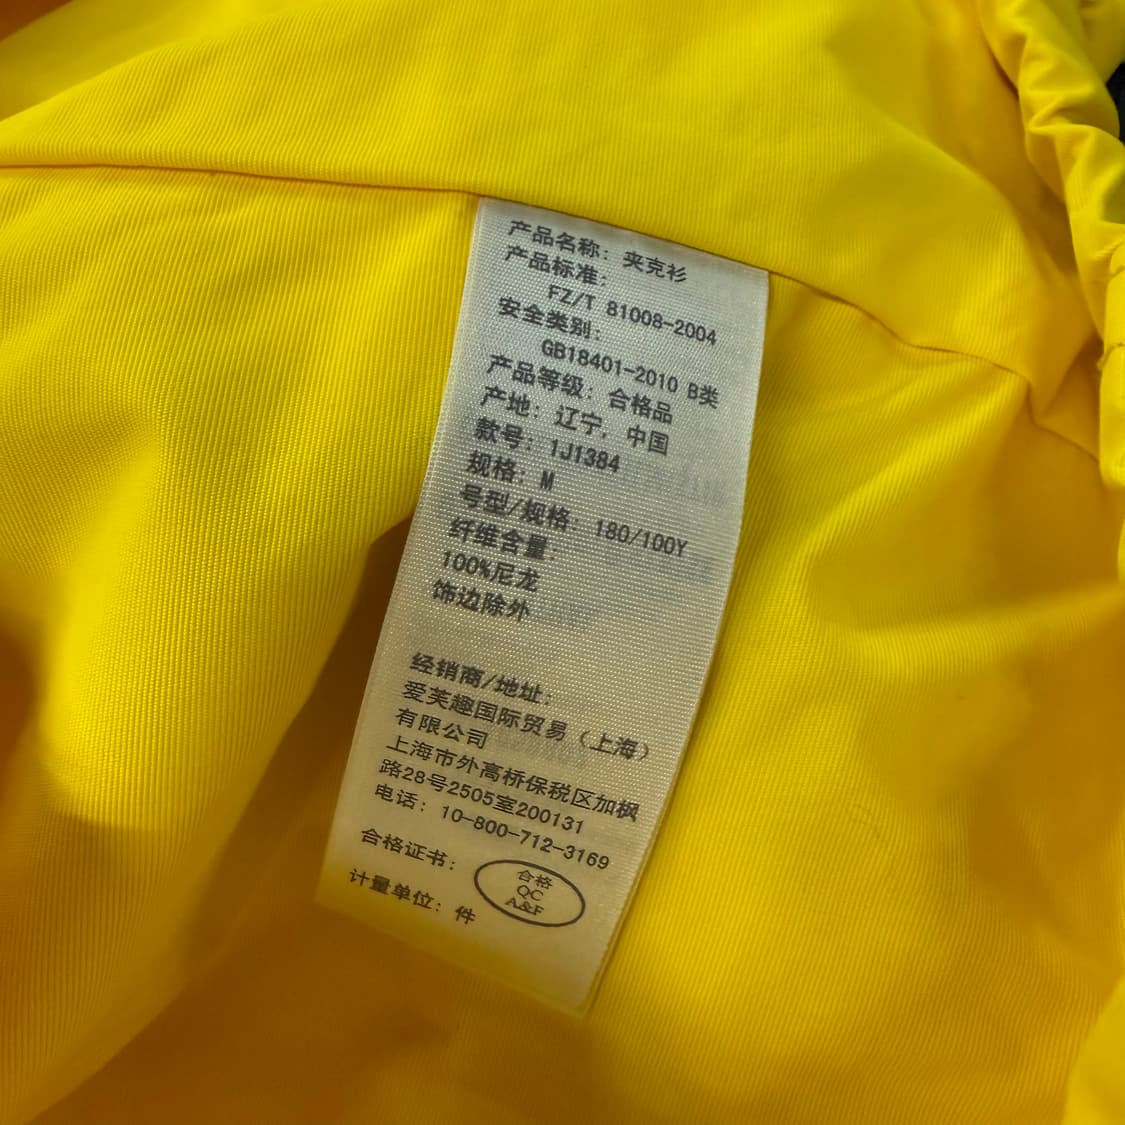 产品名称：夹克衫
产品标准：
FZ/T 81008-2004
安全类别：
GB18401-2010 B类
产品等级：合格品
产地：辽宁，中国
款号：1J1384
规格：M
号型/规格：180/100Y
纤维含量：
100%尼龙
饰边除外
经销商/地址：
爱芙趣国际贸易（上海）
有限公司
上海市外高桥保税区加枫
路28号2505室200131
电话：10-800-712-3169
合格证书：
合格
QC
A&F
计量单位：件